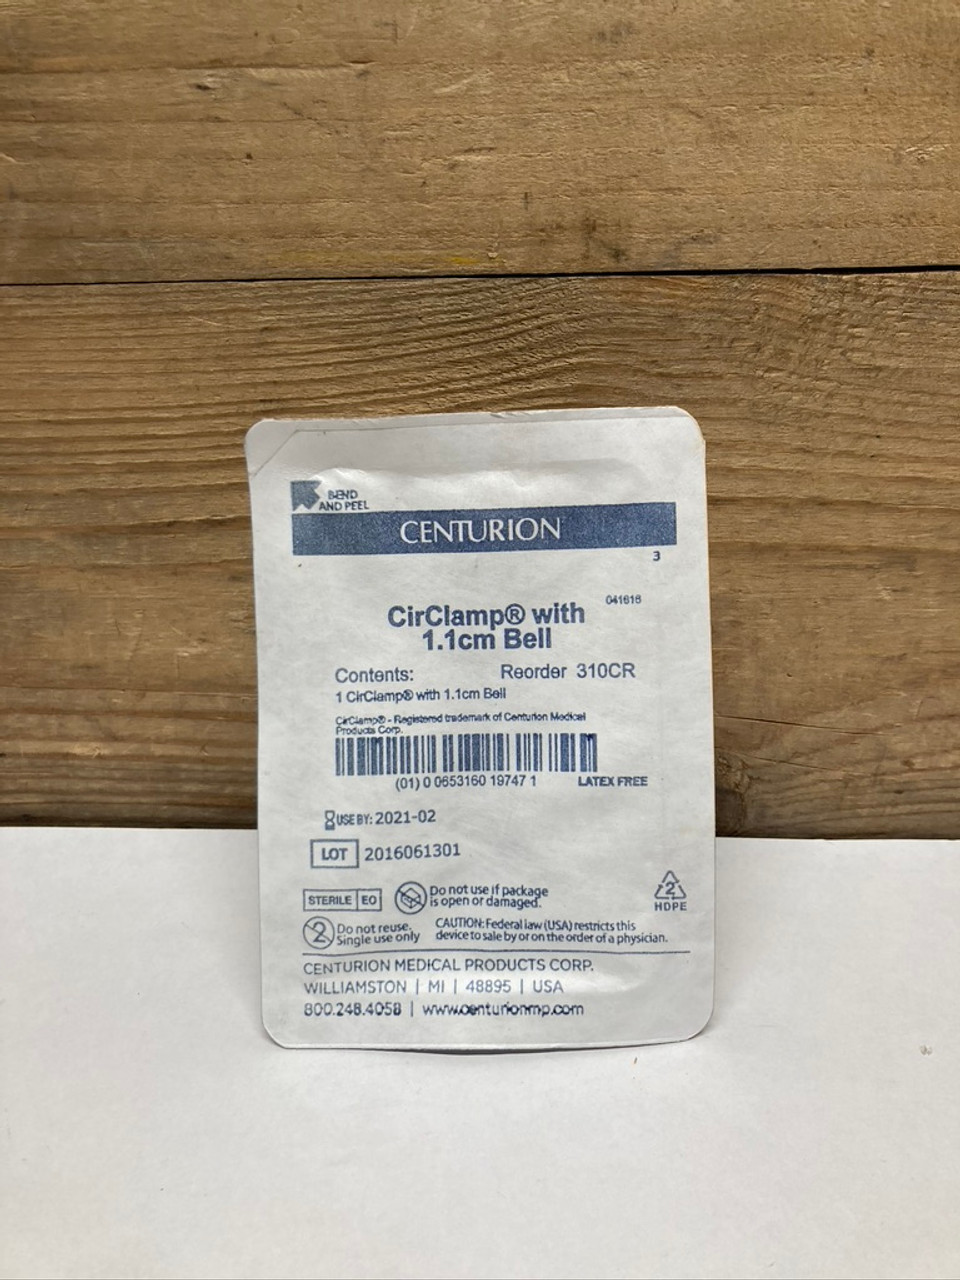 BEND
AND PEEL
CENTURION
3
041616
CirClamp® with
1.1cm Bell
Contents: Reorder 310CR
1 CirClamp® with 1.1cm Bell
CirClamp® - Registered trademark of Centurion Medical
Products Corp.
(01) 0 0653160 19747 1 LATEX FREE
USE BY: 2021-02
LOT 2016061301
STERILE EO Do not use if package
is open or damaged.
2 HDPE
2 Do not reuse.
Single use only
CAUTION: Federal law (USA) restricts this
device to sale by or on the order of a physician.
CENTURION MEDICAL PRODUCTS CORP.
WILLIAMSTON | MI | 48895 | USA
800.248.4058 | www.centurionmp.com